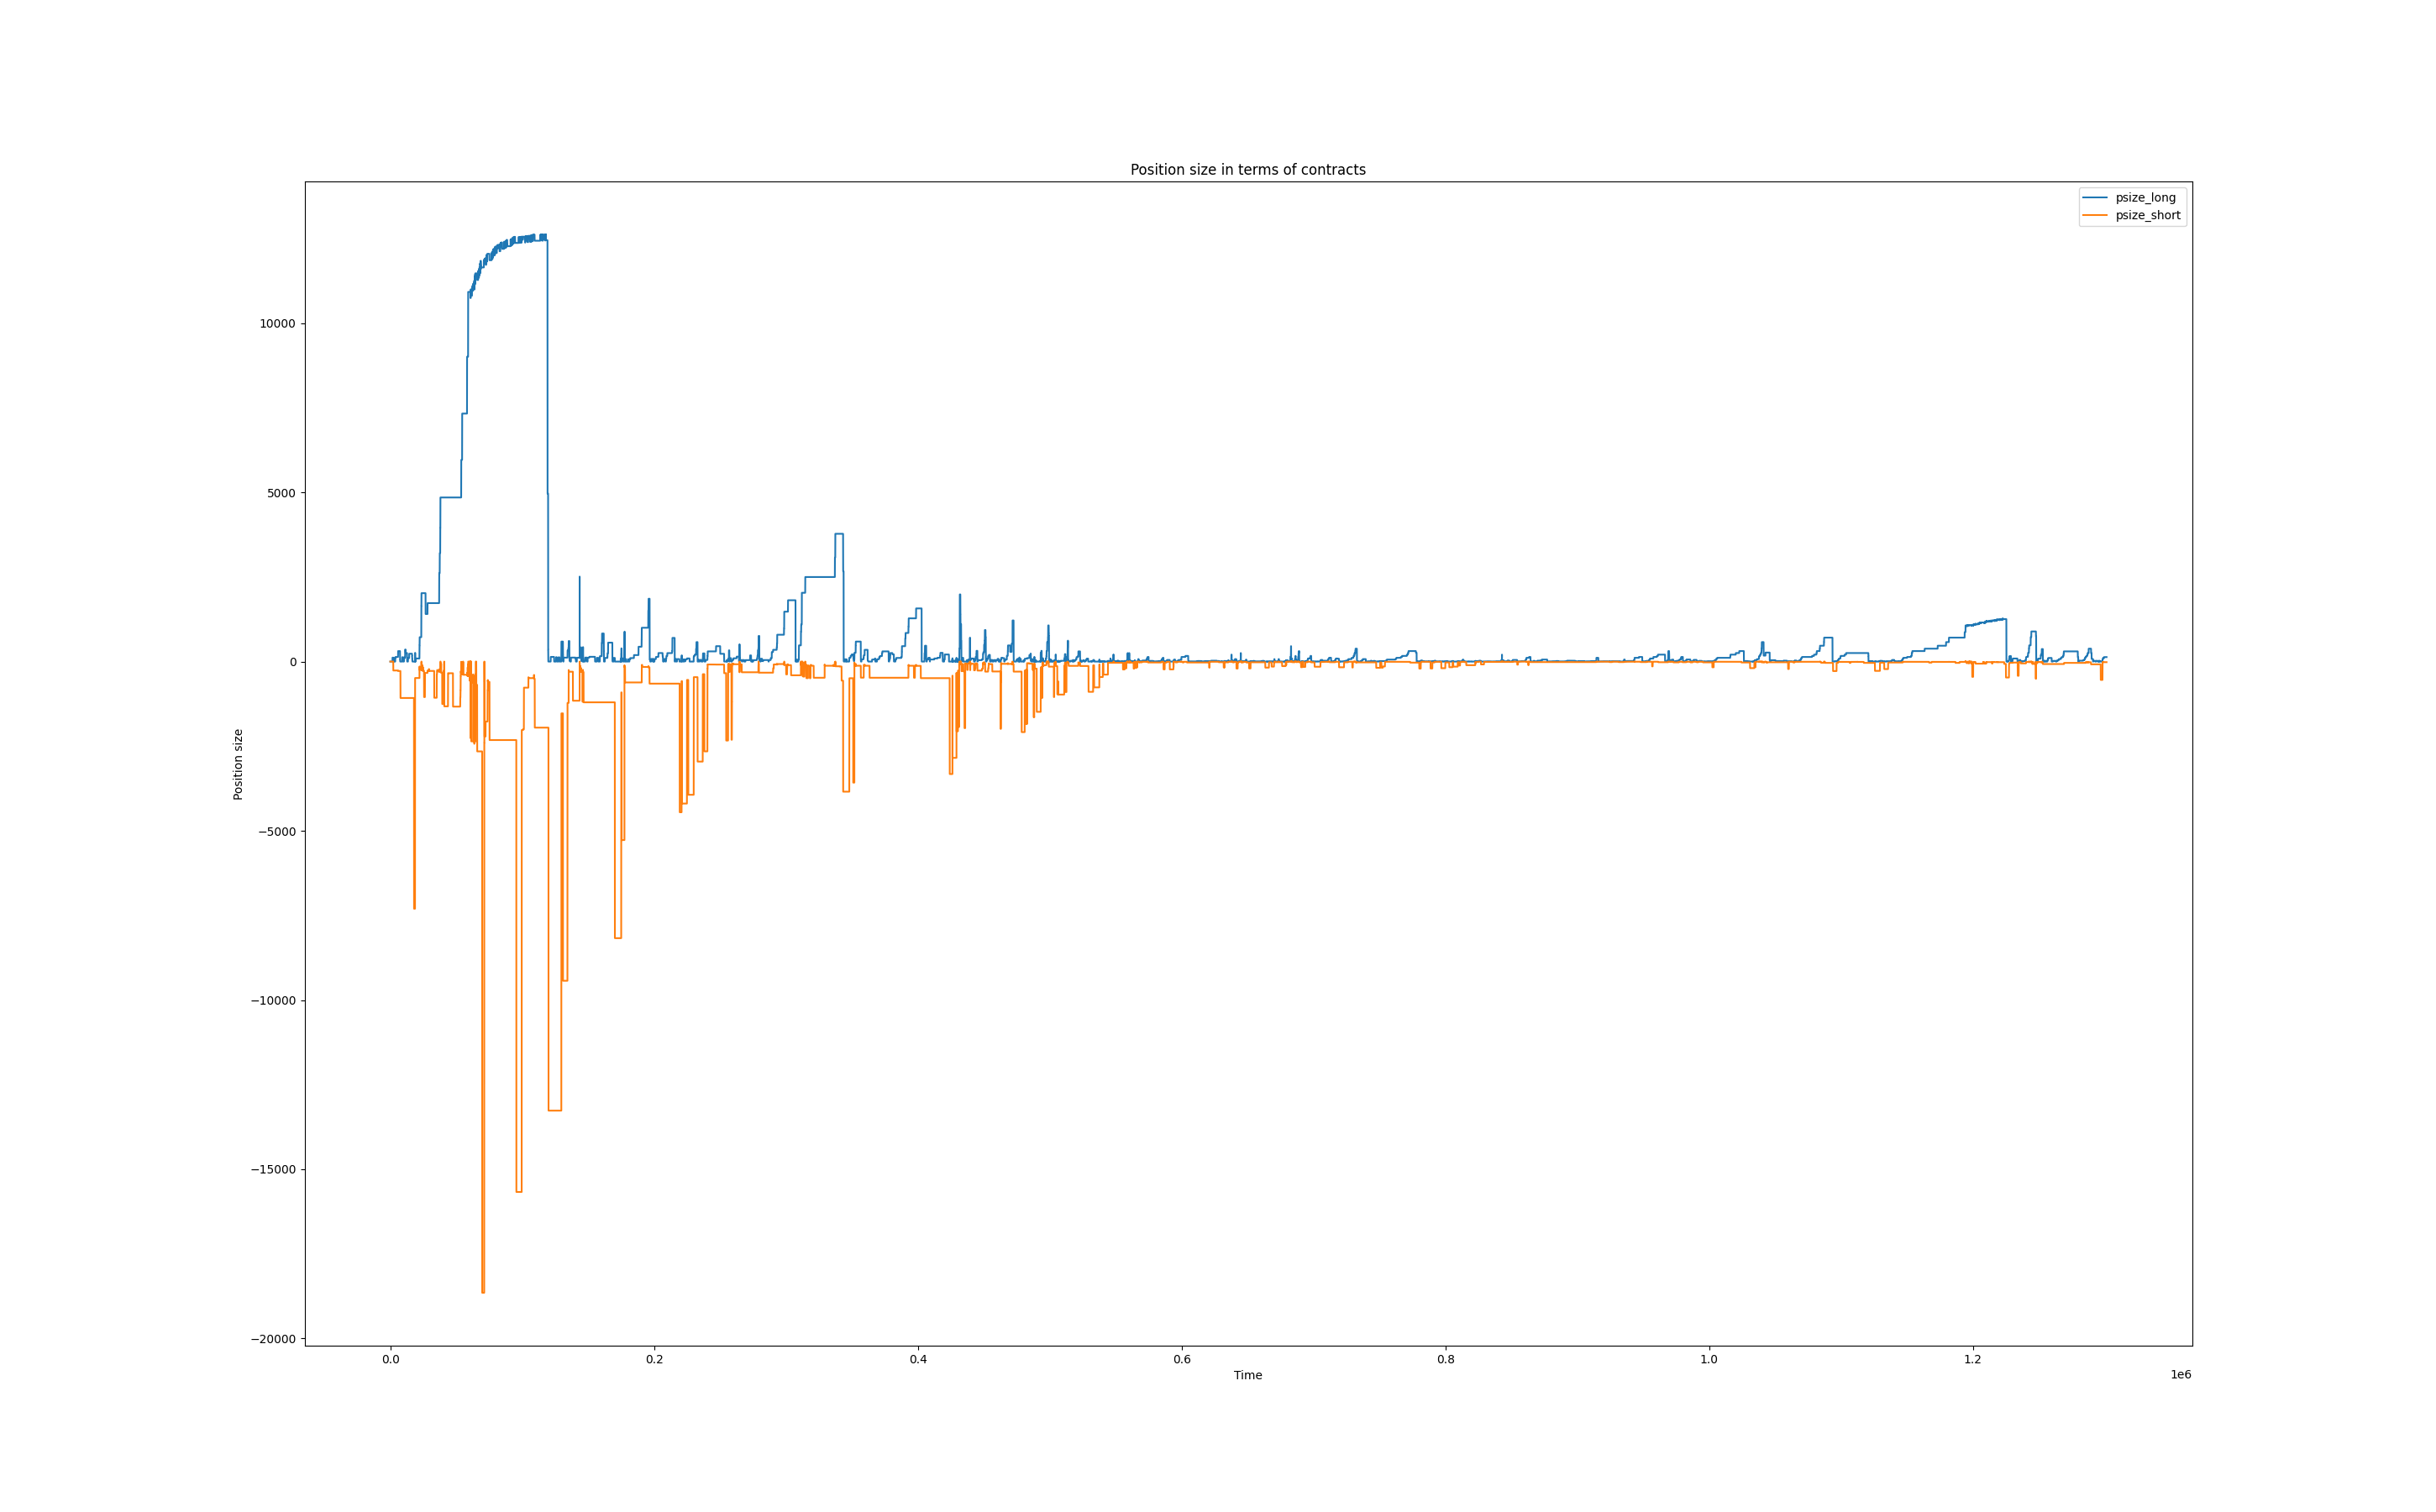 Position size in terms of contracts
psize_long
psize_short
Position size
10000
5000
0
−5000
−10000
−15000
−20000
0.0 0.2 0.4 0.6 0.8 1.0 1.2
Time
1e6